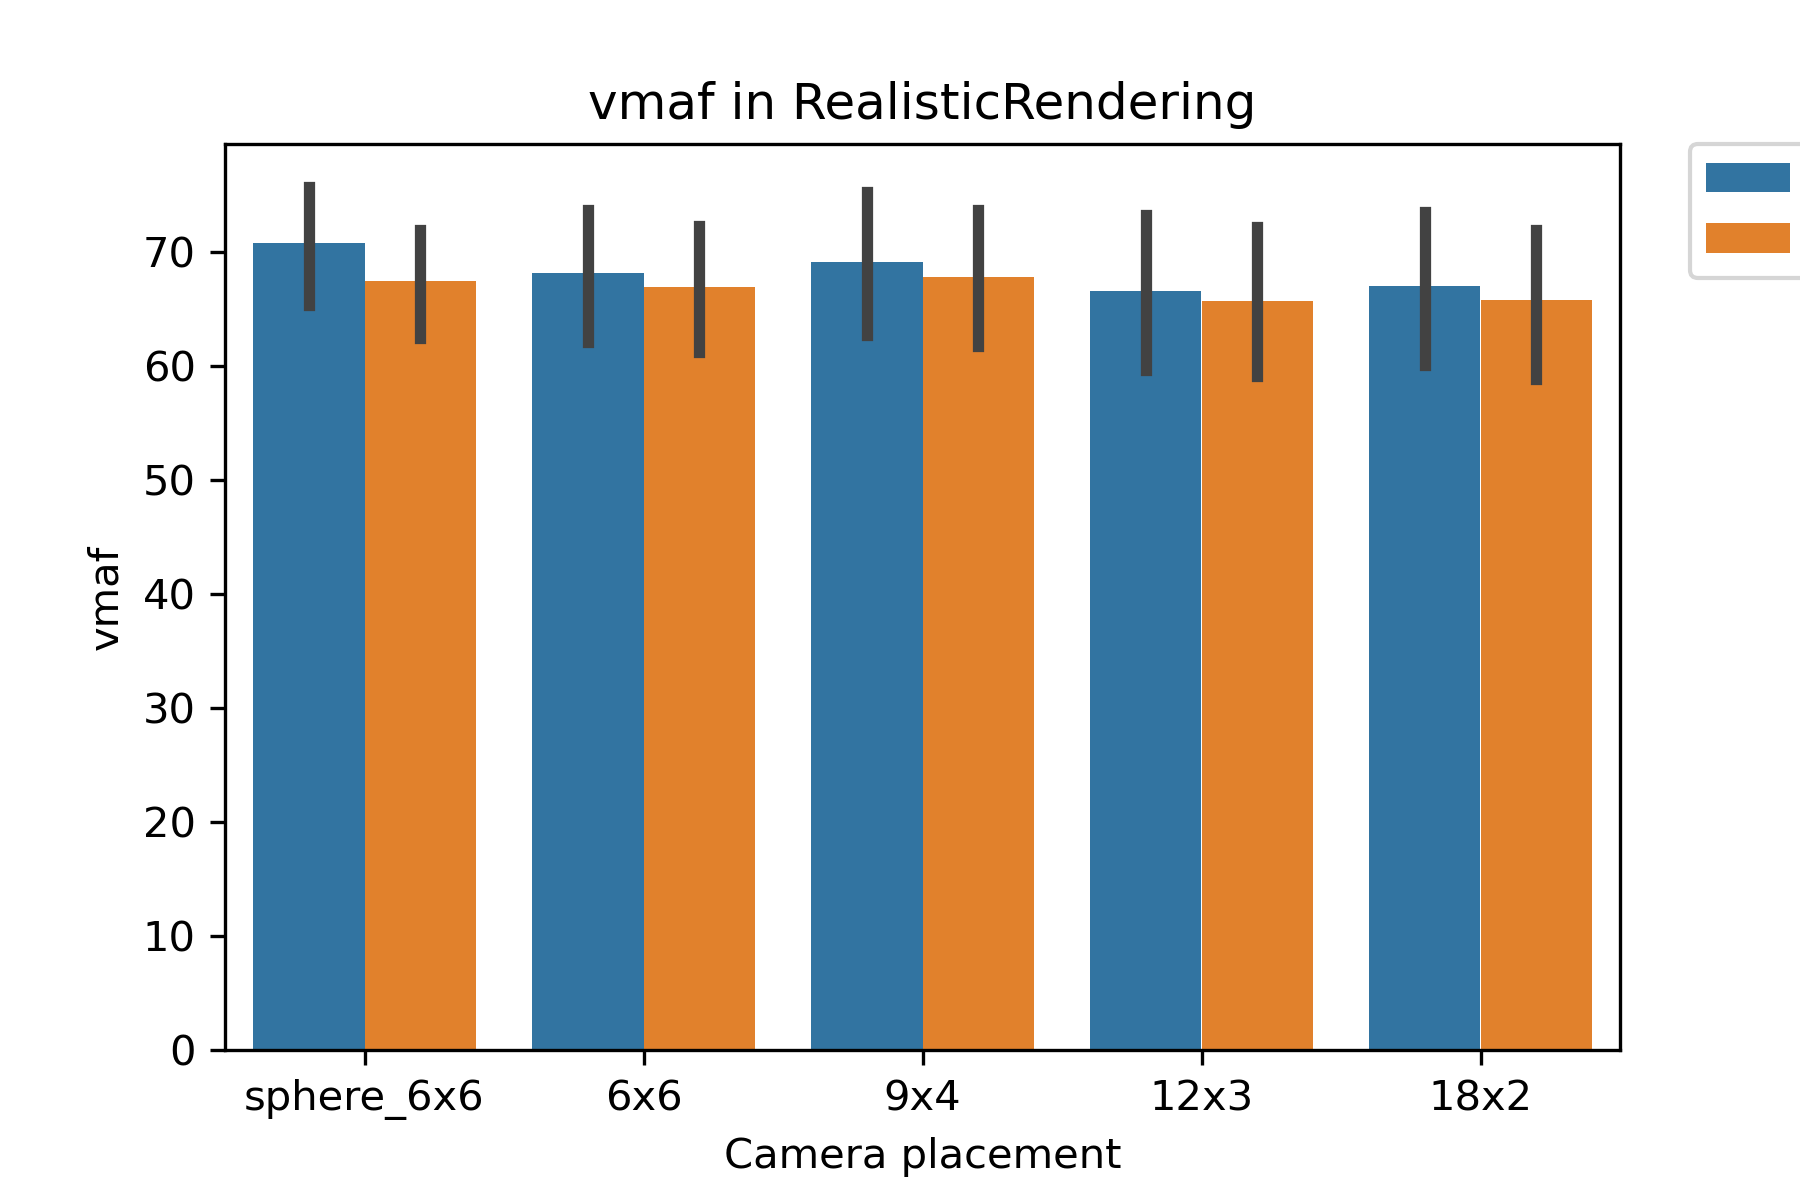 vmaf in RealisticRendering
70
60
50
40
30
20
10
0
vmaf
sphere_6x6 6x6 9x4 12x3 18x2
Camera placement